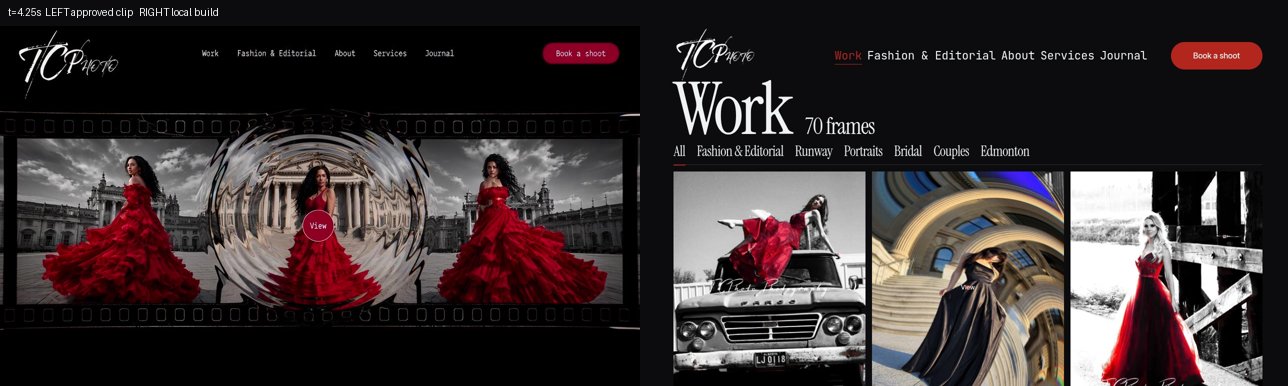 t=4.25s LEFT approved clip RIGHT local build
TCPHOTO
Work Fashion & Editorial About Services Journal
Book a shoot
View
TCPHOTO
Work Fashion & Editorial About Services Journal
Book a shoot
Work 70 frames
All Fashion & Editorial Runway Portraits Bridal Couples Edmonton
DODGE
LJ0118
View